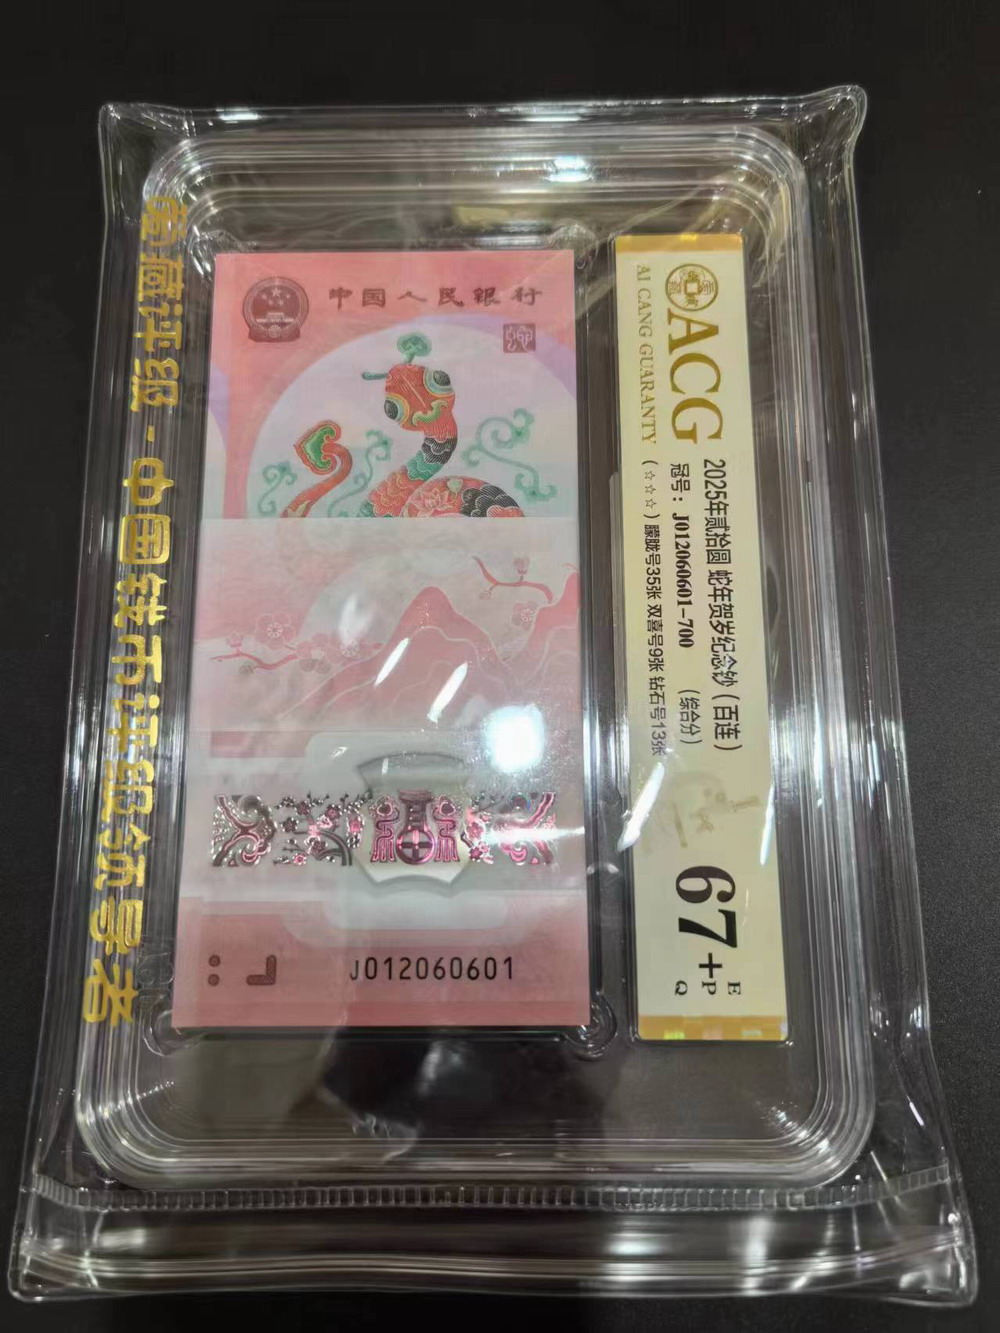 爱藏评级-中国钱币评级领导者
中国人民银行
J012060601
ACG
AI CANG GUARANTY
2025年贰拾圆 蛇年贺岁纪念钞（百连）
冠号：J012060601-700 （综合分）
（☆☆☆）朦胧号35张 双喜号9张 钻石号13张
67+
E
P
Q